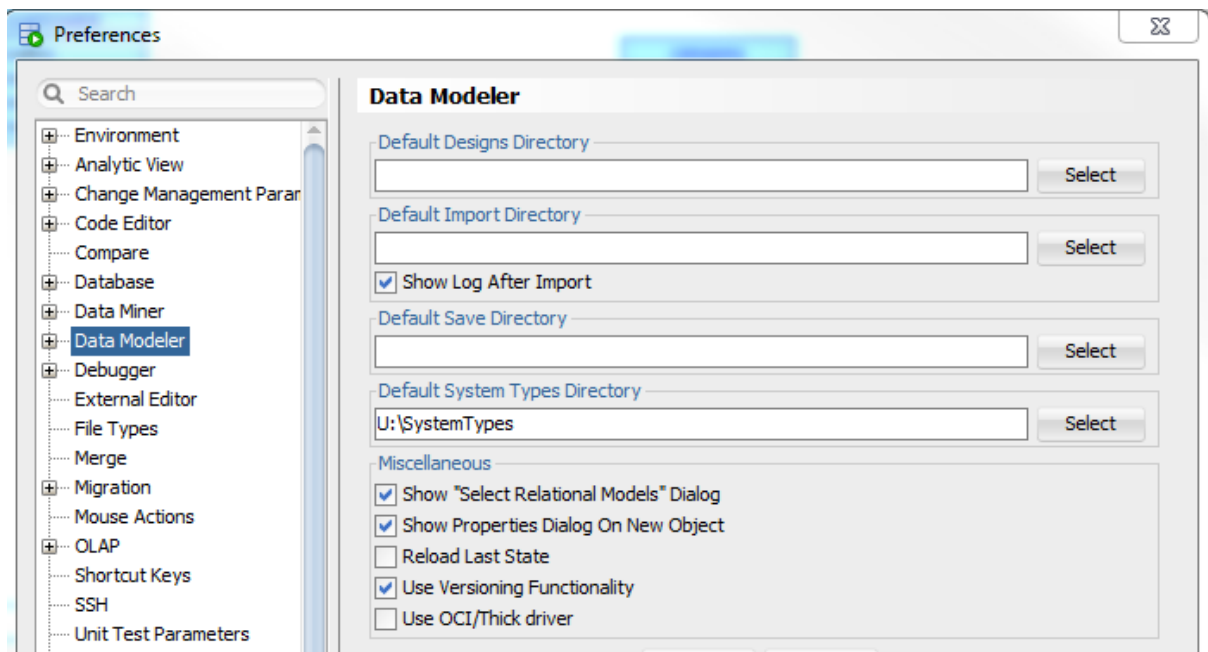 Preferences
Search
Environment
Analytic View
Change Management Param
Code Editor
Compare
Database
Data Miner
Data Modeler
Debugger
External Editor
File Types
Merge
Migration
Mouse Actions
OLAP
Shortcut Keys
SSH
Unit Test Parameters
Data Modeler
Default Designs Directory
Select
Default Import Directory
Select
Show Log After Import
Default Save Directory
Select
Default System Types Directory
U:\SystemTypes
Select
Miscellaneous
Show "Select Relational Models" Dialog
Show Properties Dialog On New Object
Reload Last State
Use Versioning Functionality
Use OCI/Thick driver